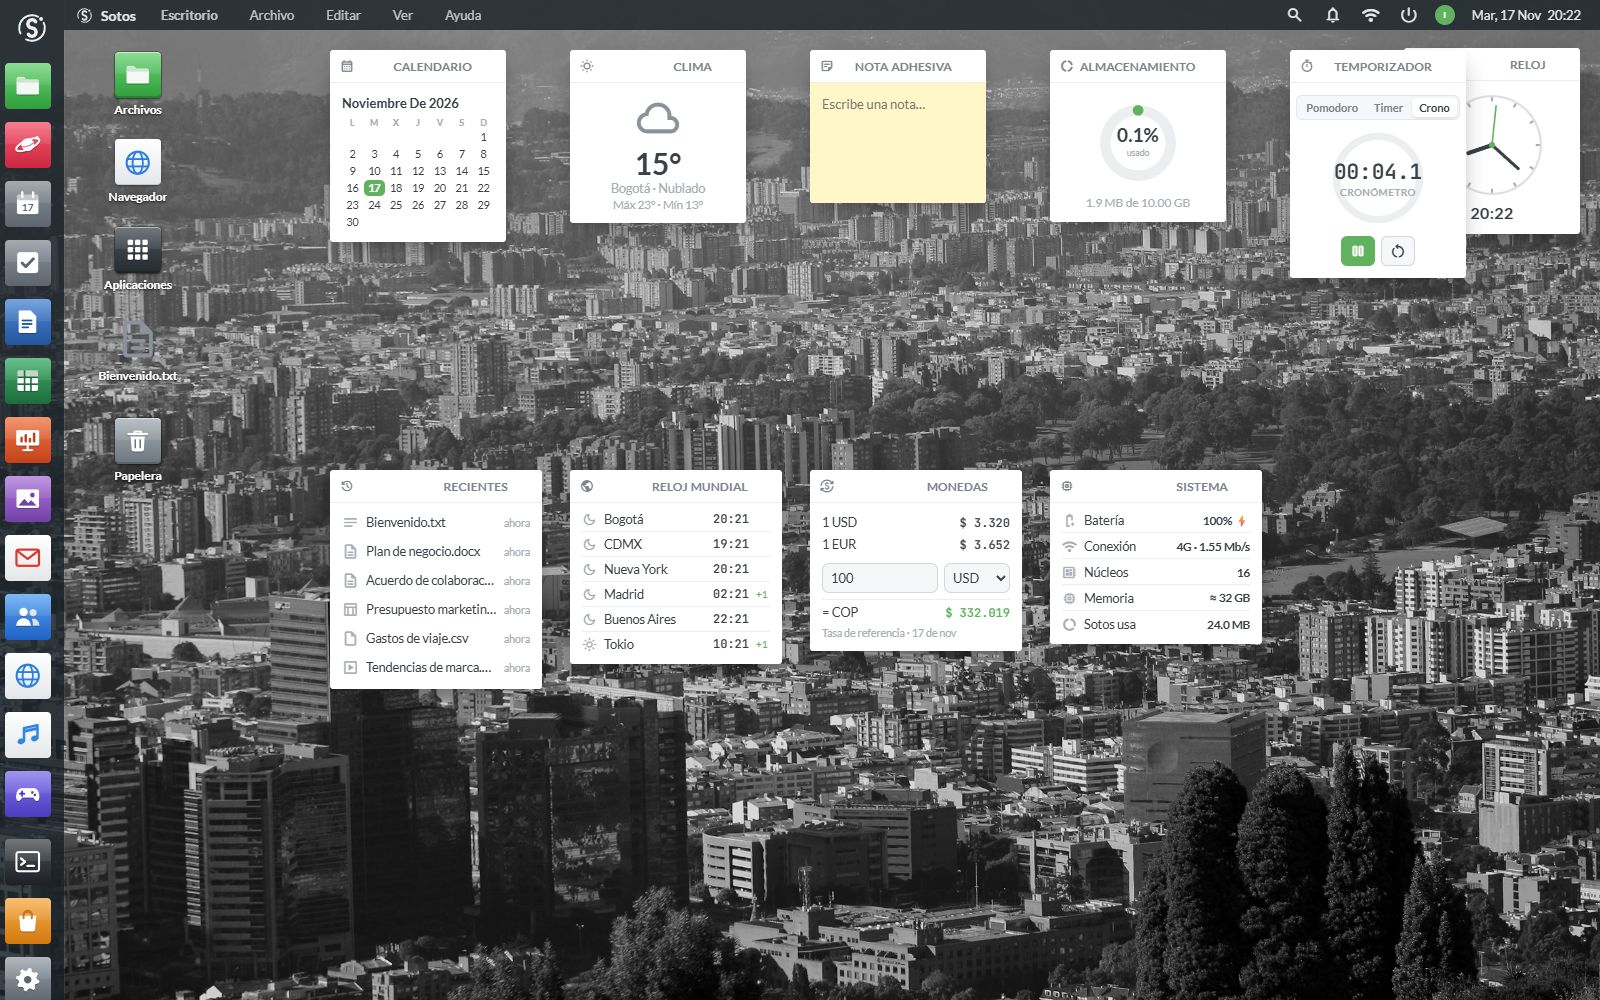 Sotos Escritorio Archivo Editar Ver Ayuda
Mar, 17 Nov 20:22
17
Archivos
Navegador
Aplicaciones
Bienvenido.txt
Papelera
CALENDARIO
Noviembre De 2026
L M X J V S D
1
2 3 4 5 6 7 8
9 10 11 12 13 14 15
16 17 18 19 20 21 22
23 24 25 26 27 28 29
30
CLIMA
15°
Bogotá · Nublado
Máx 23° · Mín 13°
NOTA ADHESIVA
Escribe una nota...
ALMACENAMIENTO
0.1%
usado
1.9 MB de 10.00 GB
TEMPORIZADOR
Pomodoro Timer Crono
00:04.1
CRONÓMETRO
RELOJ
20:22
RECIENTES
Bienvenido.txt ahora
Plan de negocio.docx ahora
Acuerdo de colaborac... ahora
Presupuesto marketin... ahora
Gastos de viaje.csv ahora
Tendencias de marca.... ahora
RELOJ MUNDIAL
Bogotá 20:21
CDMX 19:21
Nueva York 20:21
Madrid 02:21 +1
Buenos Aires 22:21
Tokio 10:21 +1
MONEDAS
1 USD $ 3.320
1 EUR $ 3.652
100 USD
= COP $ 332.019
Tasa de referencia · 17 de nov
SISTEMA
Batería 100%
Conexión 4G · 1.55 Mb/s
Núcleos 16
Memoria ≈ 32 GB
Sotos usa 24.0 MB